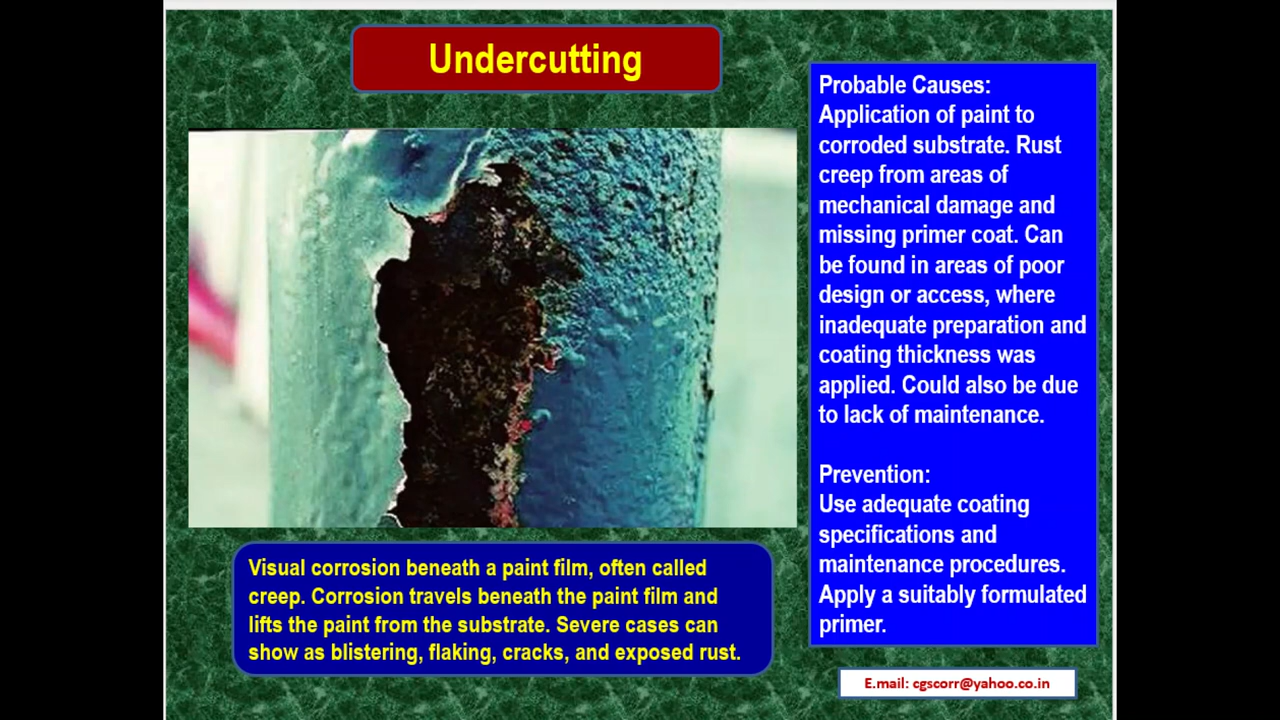 Undercutting
Probable Causes:
Application of paint to
corroded substrate. Rust
creep from areas of
mechanical damage and
missing primer coat. Can
be found in areas of poor
design or access, where
inadequate preparation and
coating thickness was
applied. Could also be due
to lack of maintenance.
Prevention:
Use adequate coating
specifications and
maintenance procedures.
Apply a suitably formulated
primer.
Visual corrosion beneath a paint film, often called
creep. Corrosion travels beneath the paint film and
lifts the paint from the substrate. Severe cases can
show as blistering, flaking, cracks, and exposed rust.
E.mail: cgscorr@yahoo.co.in